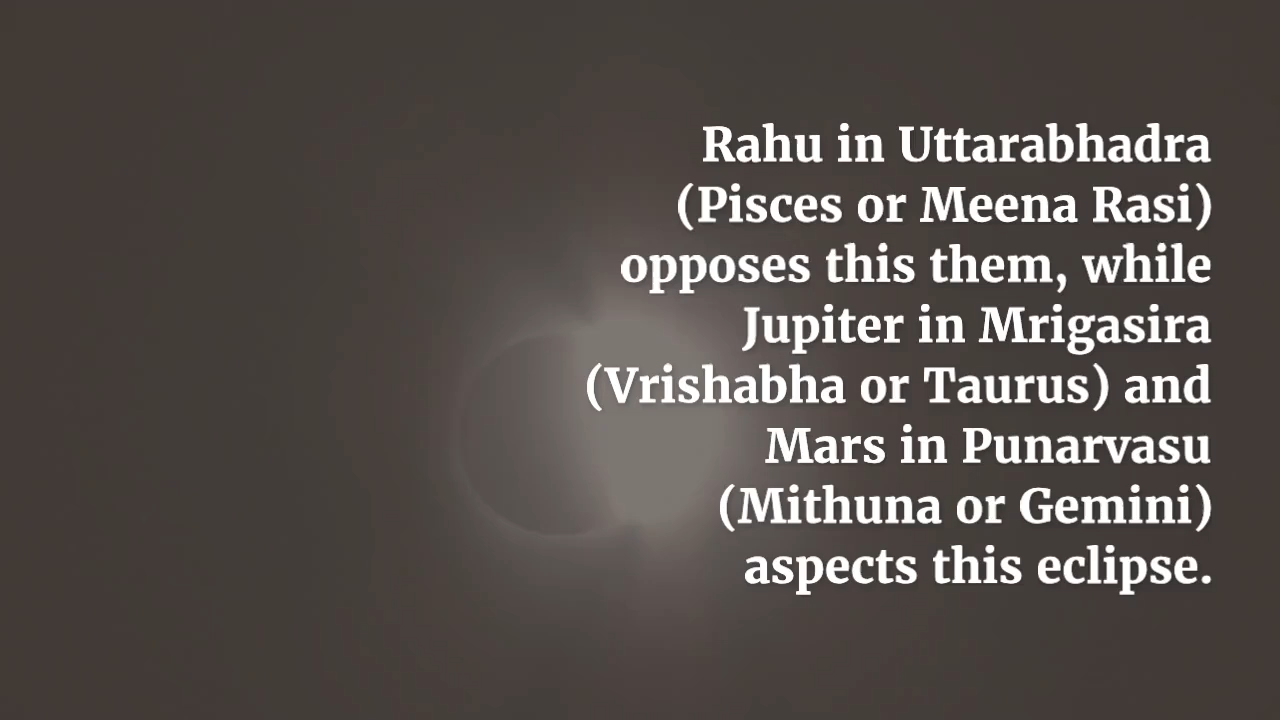 Rahu in Uttarabhadra
(Pisces or Meena Rasi)
opposes this them, while
Jupiter in Mrigasira
(Vrishabha or Taurus) and
Mars in Punarvasu
(Mithuna or Gemini)
aspects this eclipse.